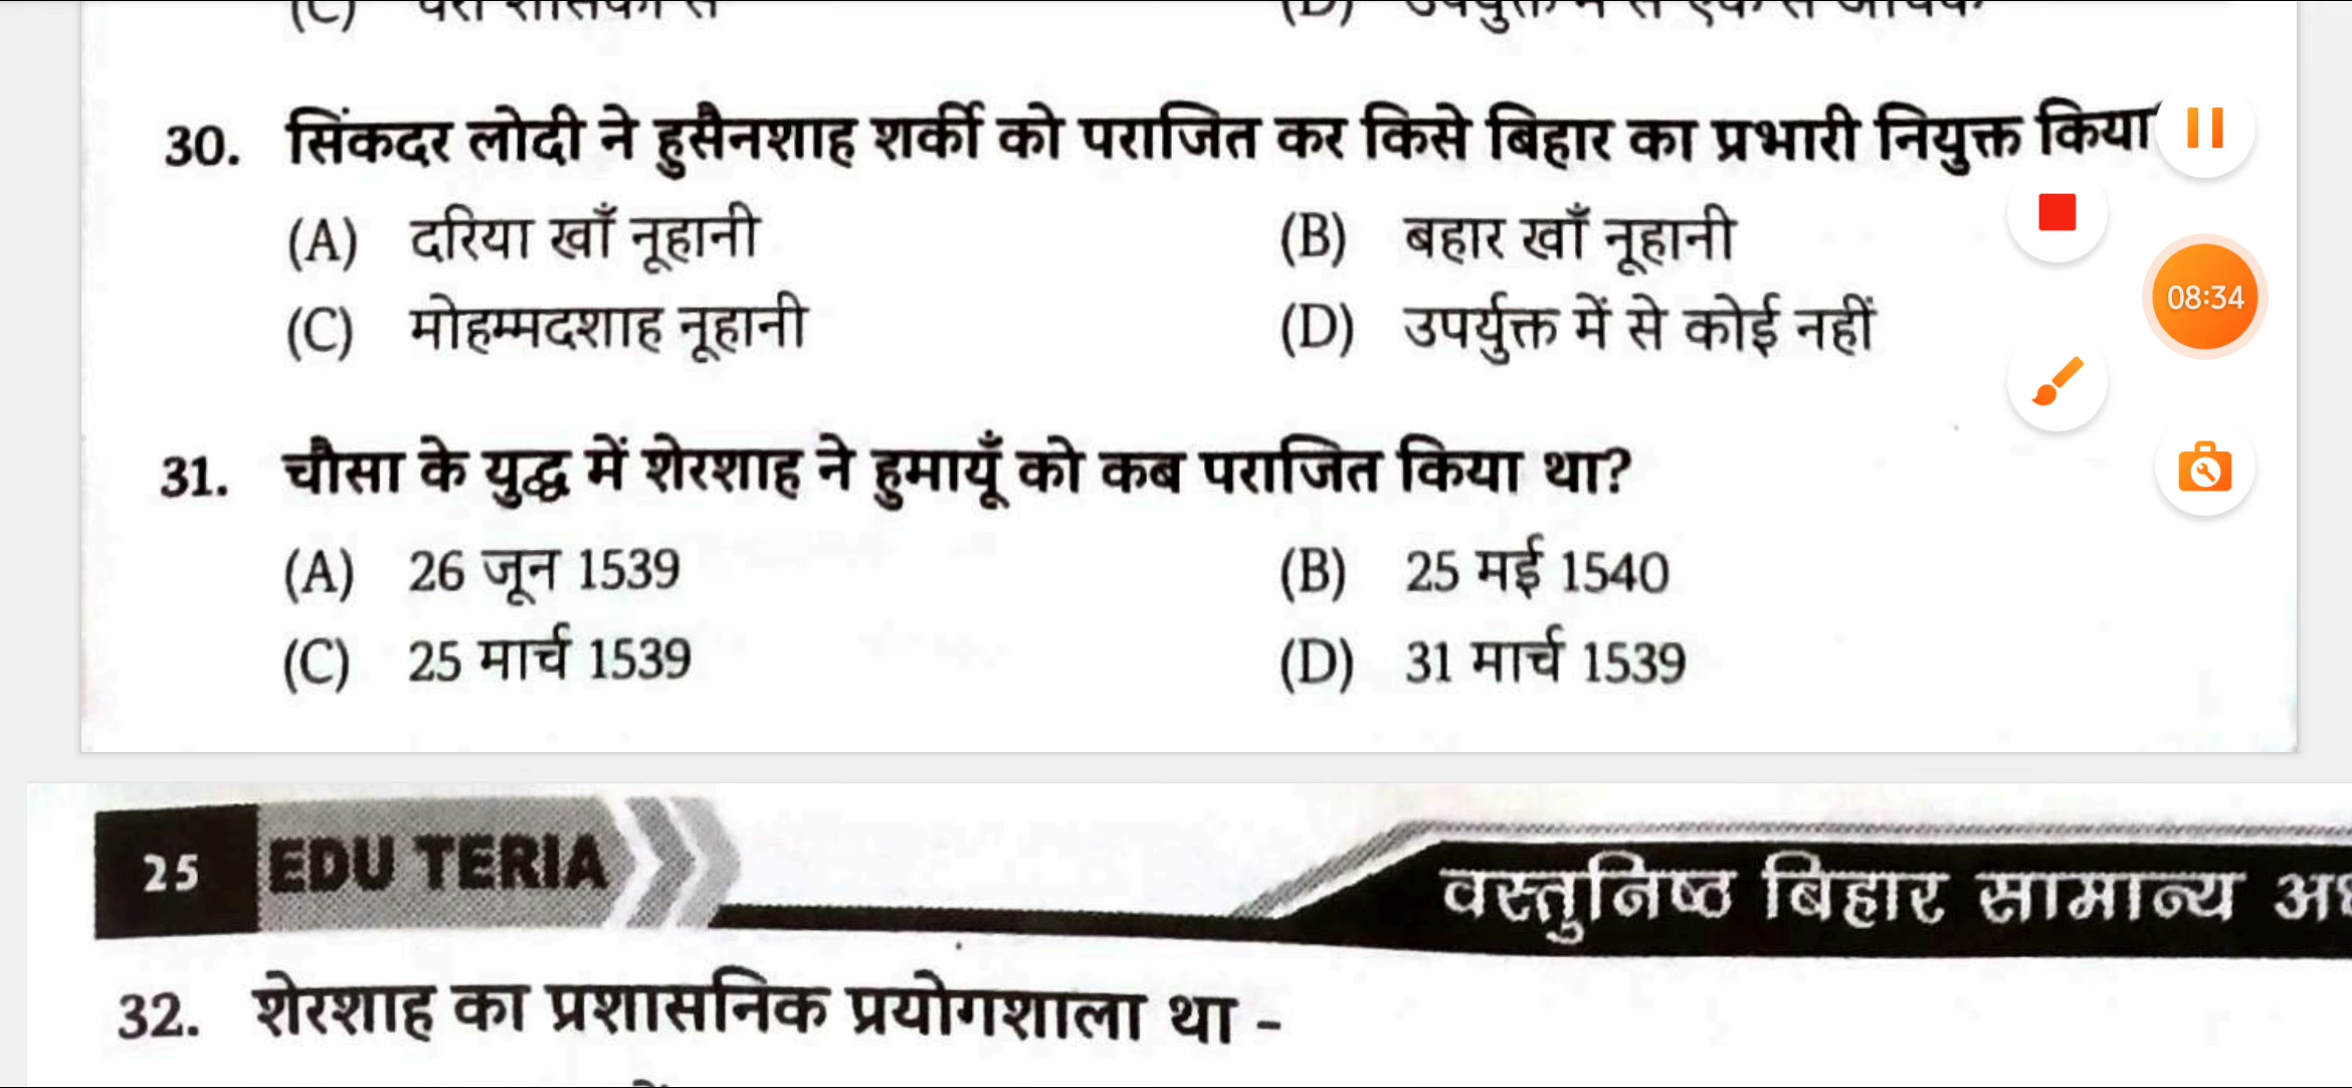 30. सिंकदर लोदी ने हुसैनशाह शर्की को पराजित कर किसे बिहार का प्रभारी नियुक्त किया
(A) दरिया खाँ नूहानी
(B) बहार खाँ नूहानी
(C) मोहम्मदशाह नूहानी
(D) उपर्युक्त में से कोई नहीं
08:34
31. चौसा के युद्ध में शेरशाह ने हुमायूँ को कब पराजित किया था?
(A) 26 जून 1539
(B) 25 मई 1540
(C) 25 मार्च 1539
(D) 31 मार्च 1539
25 EDU TERIA
वस्तुनिष्ठ बिहार सामान्य
32. शेरशाह का प्रशासनिक प्रयोगशाला था -